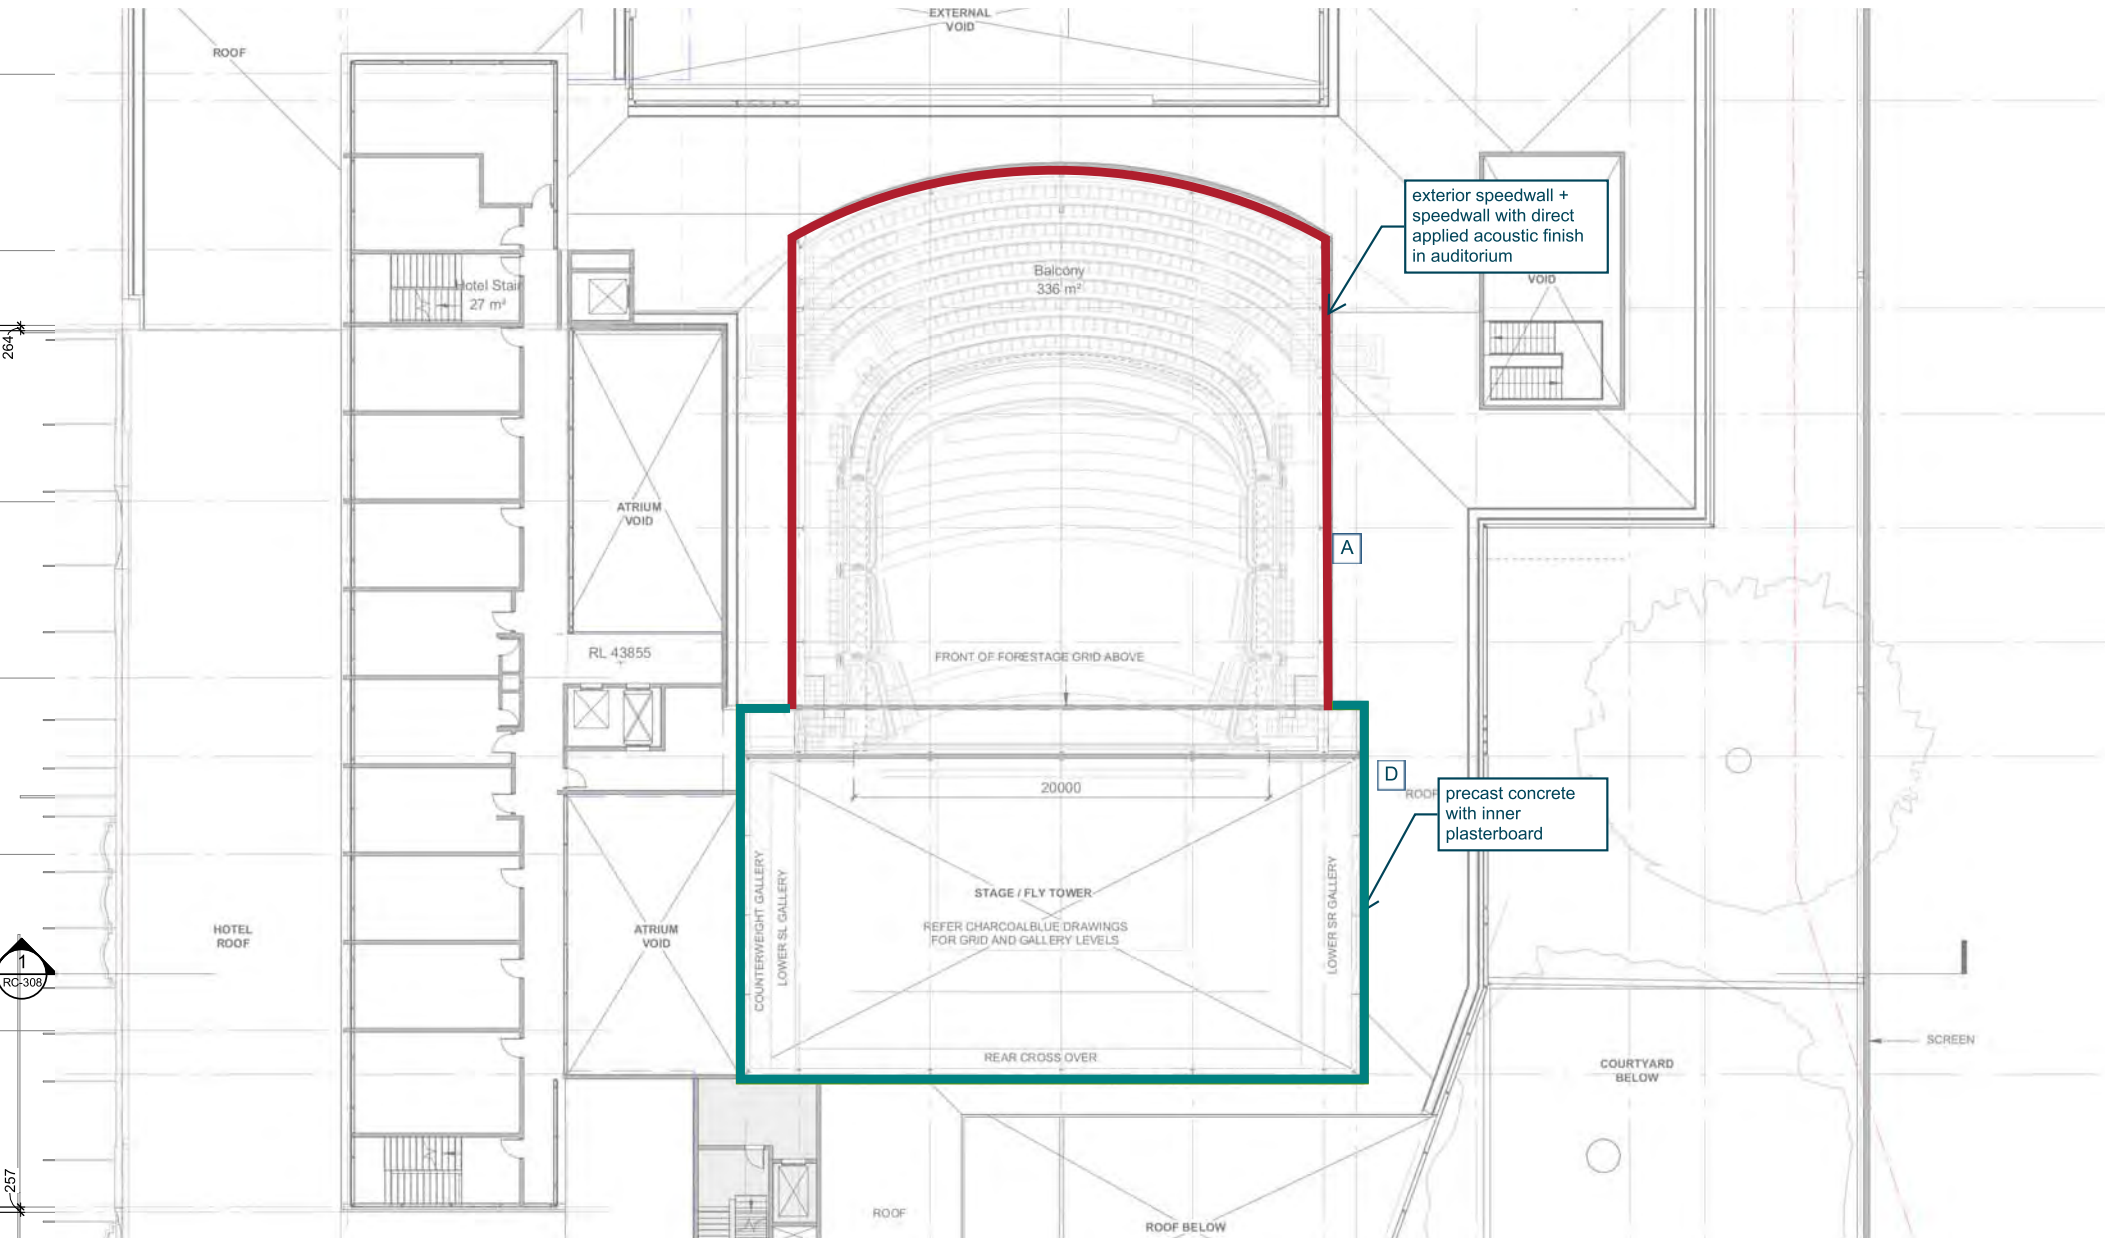 EXTERNAL
VOID
ROOF
exterior speedwall +
speedwall with direct
applied acoustic finish
in auditorium
VOID
Balcony
336 m²
Hotel Stair
27 m²
264
ATRIUM
VOID
A
RL 43855
FRONT OF FORESTAGE GRID ABOVE
D
20000
ROOF
precast concrete
with inner
plasterboard
COUNTERWEIGHT GALLERY
LOWER SL GALLERY
STAGE / FLY TOWER
REFER CHARCOALBLUE DRAWINGS
FOR GRID AND GALLERY LEVELS
LOWER SR GALLERY
HOTEL
ROOF
ATRIUM
VOID
1
RC-308
REAR CROSS OVER
SCREEN
COURTYARD
BELOW
257
ROOF
ROOF BELOW